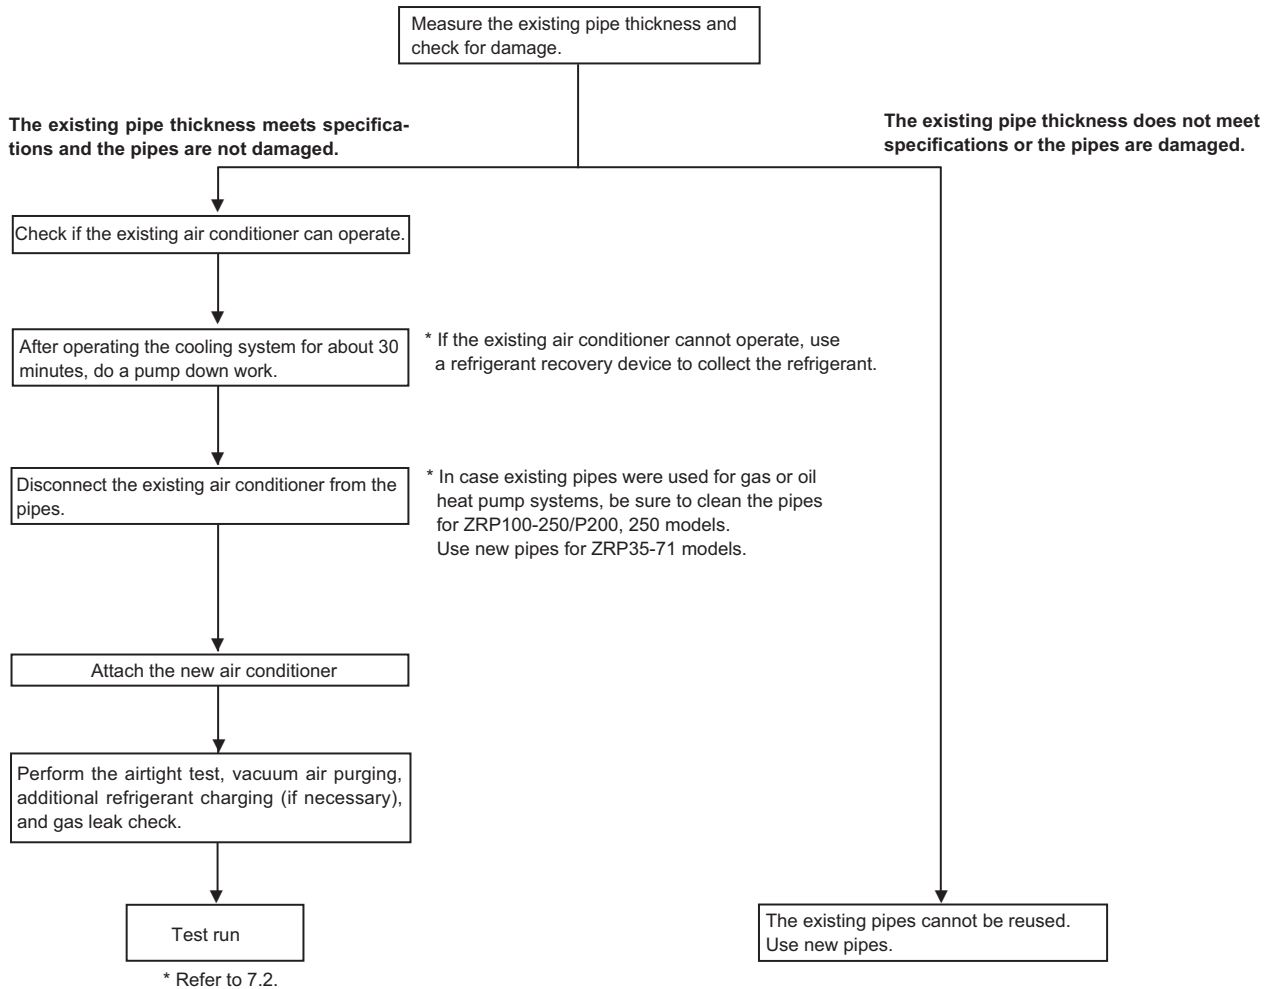 Measure the existing pipe thickness and
check for damage.
The existing pipe thickness meets specifica-
tions and the pipes are not damaged.
The existing pipe thickness does not meet
specifications or the pipes are damaged.
Check if the existing air conditioner can operate.
After operating the cooling system for about 30
minutes, do a pump down work.
* If the existing air conditioner cannot operate, use
a refrigerant recovery device to collect the refrigerant.
Disconnect the existing air conditioner from the
pipes.
* In case existing pipes were used for gas or oil
heat pump systems, be sure to clean the pipes
for ZRP100-250/P200, 250 models.
Use new pipes for ZRP35-71 models.
Attach the new air conditioner
Perform the airtight test, vacuum air purging,
additional refrigerant charging (if necessary),
and gas leak check.
Test run
* Refer to 7.2.
The existing pipes cannot be reused.
Use new pipes.